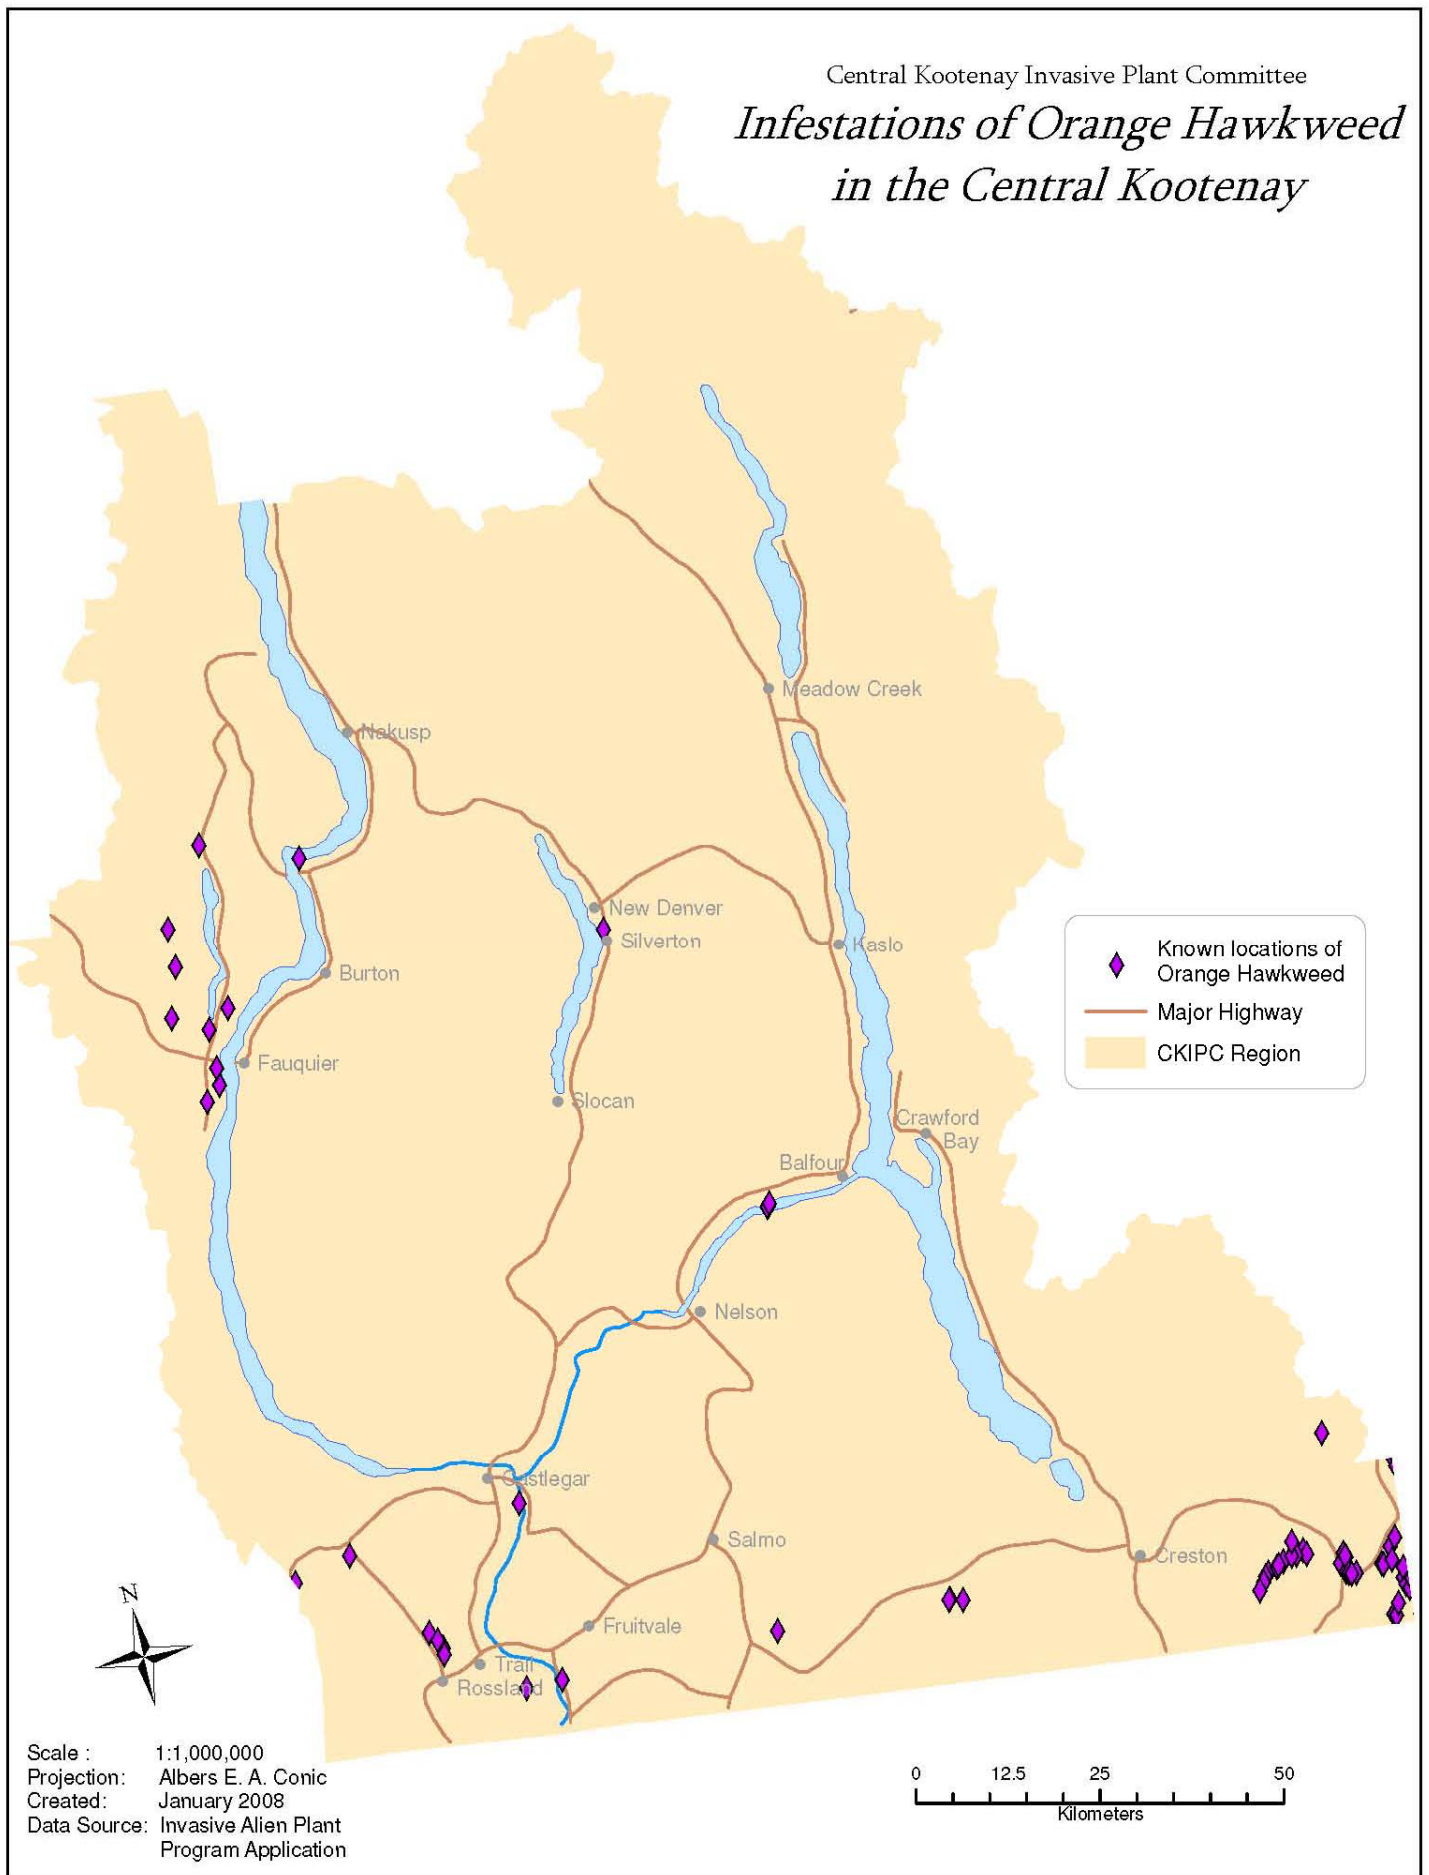 Central Kootenay Invasive Plant Committee
Infestations of Orange Hawkweed
in the Central Kootenay
Meadow Creek
Nakusp
New Denver
Silverton
Kaslo
Burton
Fauquier
Slocan
Crawford
Bay
Balfour
Nelson
Castlegar
Salmo
Creston
Fruitvale
Trail
Rossland
Known locations of
Orange Hawkweed
Major Highway
CKIPC Region
N
Scale : 1:1,000,000
Projection: Albers E. A. Conic
Created: January 2008
Data Source: Invasive Alien Plant
Program Application
0 12.5 25 50
Kilometers